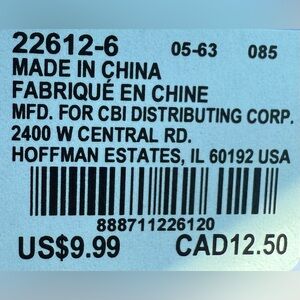 22612-6 05-63 085
MADE IN CHINA
FABRIQUÉ EN CHINE
MFD. FOR CBI DISTRIBUTING CORP.
2400 W CENTRAL RD.
HOFFMAN ESTATES, IL 60192 USA
888711226120
US$9.99 CAD12.50